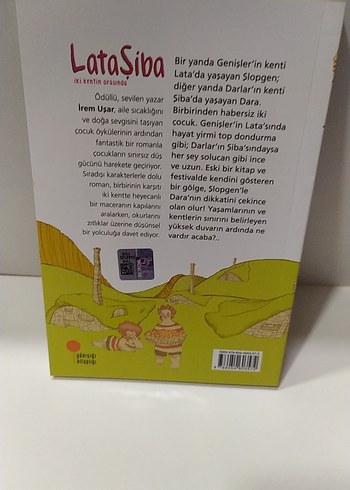 LataŞiba
iki kentin arasında
Ödüllü, sevilen yazar
İrem Uşar, aile sıcaklığını
ve doğa sevgisini taşıyan
çocuk öykülerinin ardından
fantastik bir romanla
çocukların sınırsız düş
gücünü harekete geçiriyor.
Sıradışı karakterlerle dolu
roman, birbirinin karşıtı
iki kentte heyecanlı
bir maceranın kapılarını
aralarken, okurlarını
zıtlıklar üzerine düşünsel
bir yolculuğa davet ediyor.
Bir yanda Genişler'in kenti
Lata'da yaşayan Şlopgen;
diğer yanda Darlar'ın kenti
Şiba'da yaşayan Dara.
Birbirinden habersiz iki
çocuk. Genişler'in Lata'sında
hayat yirmi top dondurma
gibi; Darlar'ın Şiba'sındaysa
her şey solucan gibi ince
ve uzun. Eski bir kitap ve
festivalde kendini gösteren
bir gölge, Şlopgen'le
Dara'nın dikkatini çekince
olan olur! Yaşamlarının ve
kentlerin sınırını belirleyen
yüksek duvarın ardında ne
vardır acaba?..
günışığı
kitaplığı